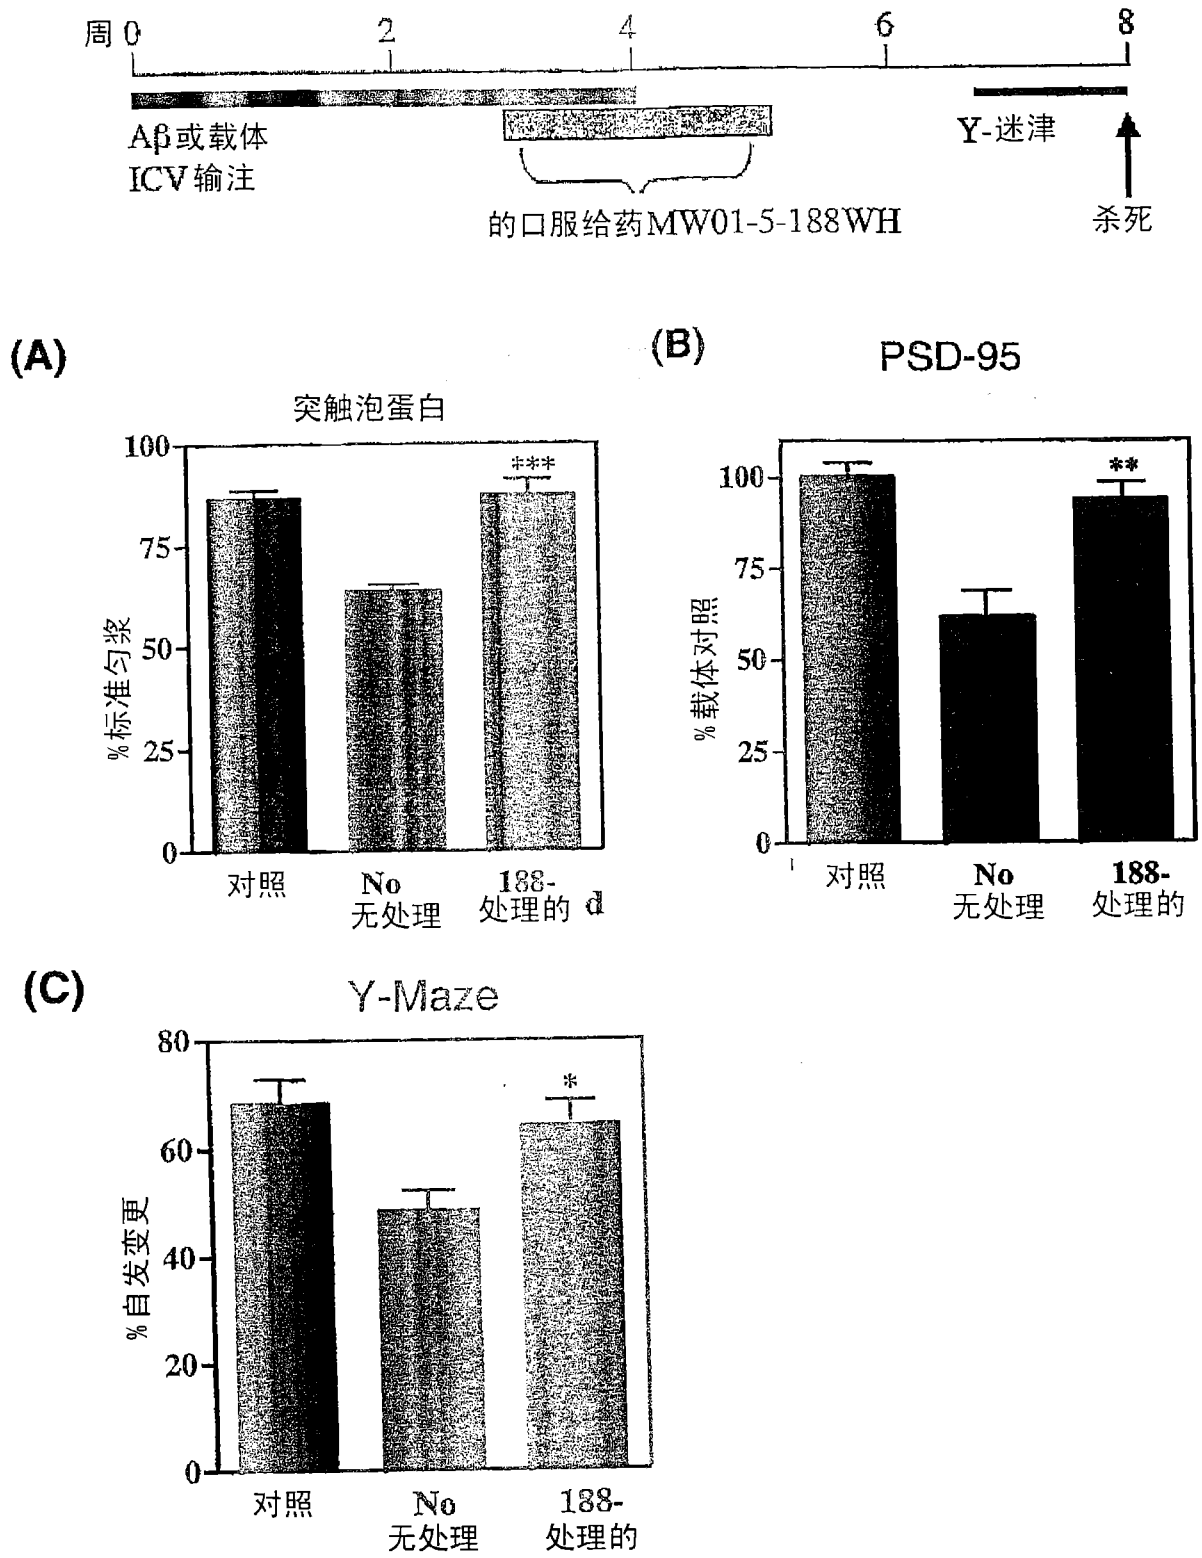 周 0 2 4 6 8
Aβ或载体
ICV输注
Y-迷津
的口服给药MW01-5-188WH
杀死
(A)
突触泡蛋白
***
100
75
50
25
0
%标准匀浆
对照 No 188-
无处理 处理的 d
(B)
PSD-95
**
100
75
50
25
0
%载体对照
对照 No 188-
无处理 处理的
(C)
Y-Maze
*
80
60
40
20
0
%自发变更
对照 No 188-
无处理 处理的